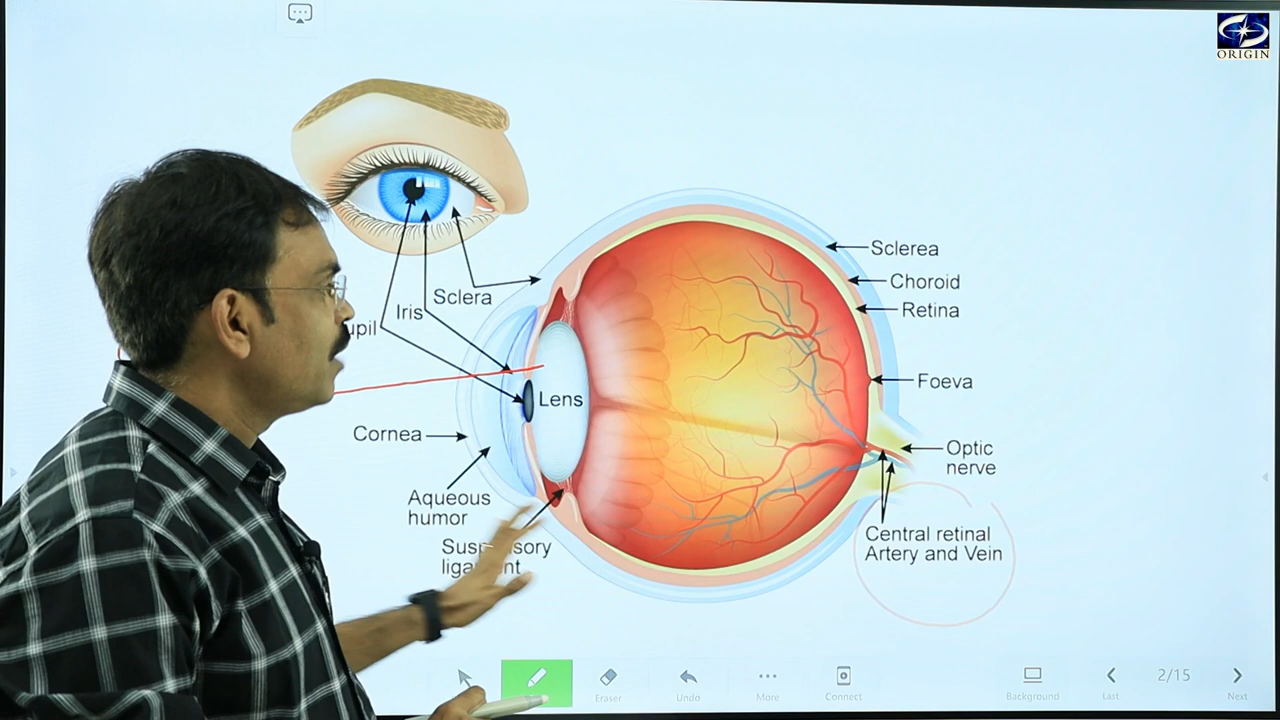 ORIGIN
Sclerea
Choroid
Sclera
Iris
Retina
Lens
Foeva
Cornea
Optic
nerve
Aqueous
humor
Central retinal
Artery and Vein
Eraser
Undo
More
Connect
Background
Last
2/15
Next